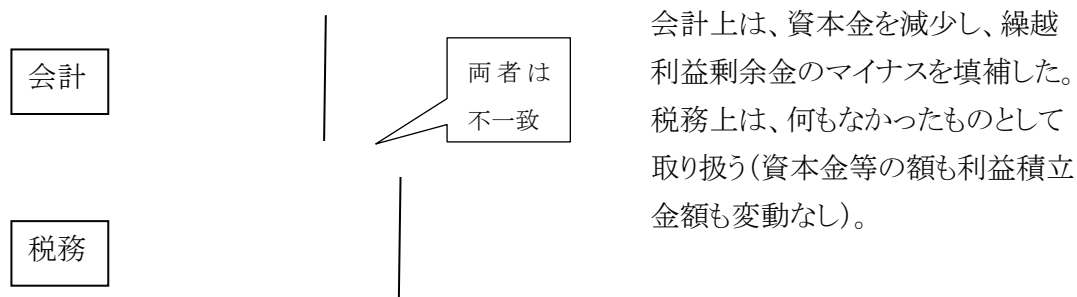 会計
両者は
不一致
税務
会計上は、資本金を減少し、繰越
利益剰余金のマイナスを填補した。
税務上は、何もなかったものとして
取り扱う(資本金等の額も利益積立
金額も変動なし)。